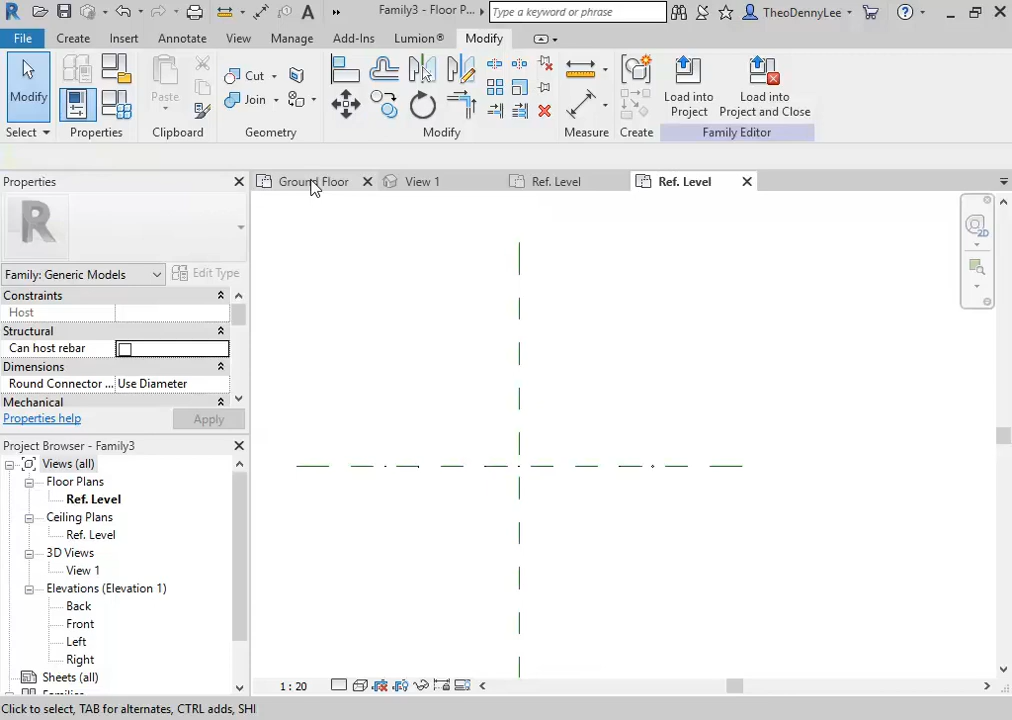 Family3 - Floor P... Type a keyword or phrase TheoDennyLee
File Create Insert Annotate View Manage Add-Ins Lumion® Modify
Modify Paste Cut Join Load into Project Load into Project and Close
Select Properties Clipboard Geometry Modify Measure Create Family Editor
Properties Ground Floor View 1 Ref. Level Ref. Level
2D
Family: Generic Models Edit Type
Constraints
Host
Structural
Can host rebar
Dimensions
Round Connector ... Use Diameter
Mechanical
Properties help Apply
Project Browser - Family3
Views (all)
Floor Plans
Ref. Level
Ceiling Plans
Ref. Level
3D Views
View 1
Elevations (Elevation 1)
Back
Front
Left
Right
Sheets (all)
Families
1 : 20
Click to select, TAB for alternates, CTRL adds, SHI